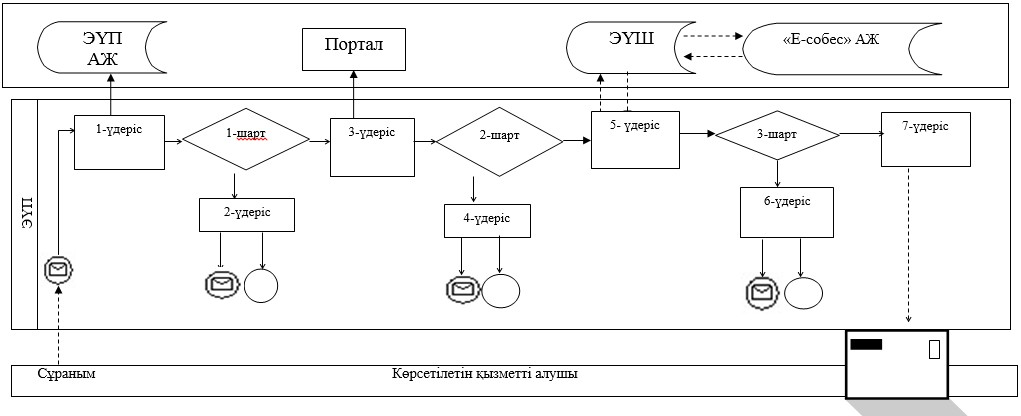 ЭҮП
АЖ
Портал
ЭҮШ
«Е-собес» АЖ
ЭҮП
1-үдеріс
1-шарт
3-үдеріс
2-шарт
5- үдеріс
3-шарт
7-үдеріс
2-үдеріс
4-үдеріс
6-үдеріс
Сұраным
Көрсетілетін қызметті алушы